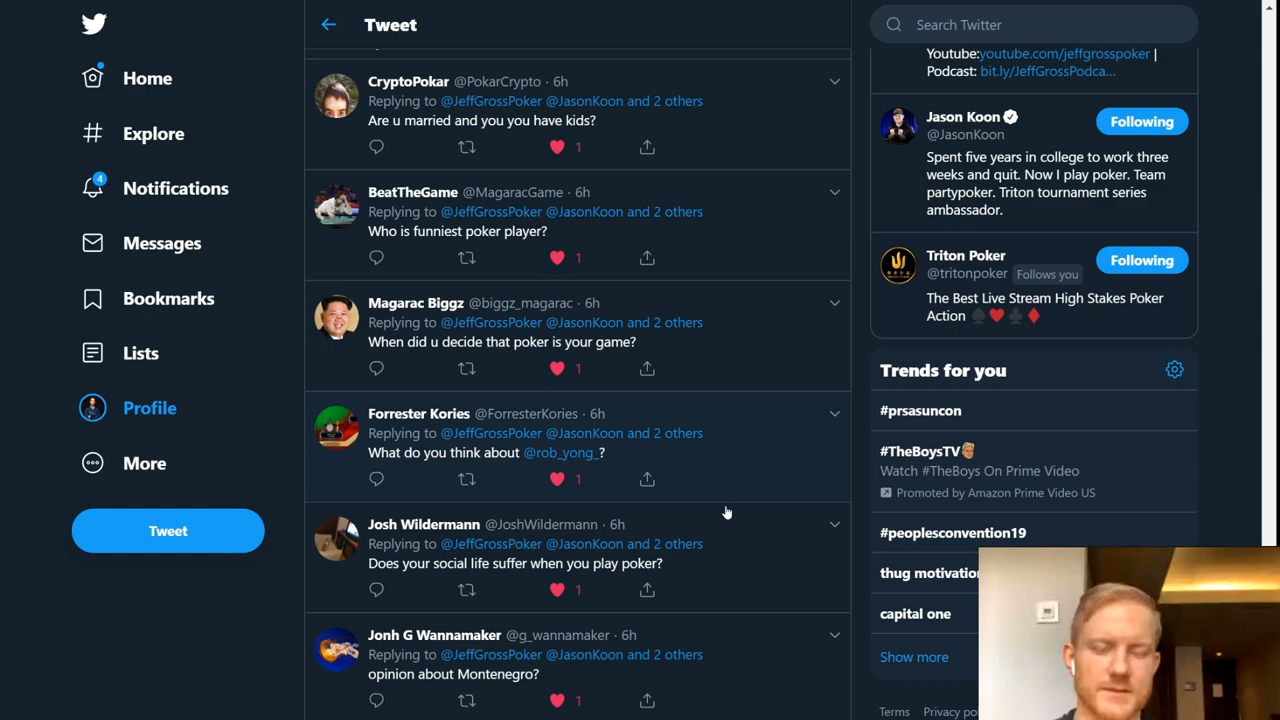 Home
Explore
4
Notifications
Messages
Bookmarks
Lists
Profile
More
Tweet
Tweet
CryptoPokar @PokarCrypto · 6h
Replying to @JeffGrossPoker @JasonKoon and 2 others
Are u married and you you have kids?
1
BeatTheGame @MagaracGame · 6h
Replying to @JeffGrossPoker @JasonKoon and 2 others
Who is funniest poker player?
1
Magarac Biggz @biggz_magarac · 6h
Replying to @JeffGrossPoker @JasonKoon and 2 others
When did u decide that poker is your game?
1
Forrester Kories @ForresterKories · 6h
Replying to @JeffGrossPoker @JasonKoon and 2 others
What do you think about @rob_yong_?
1
Josh Wildermann @JoshWildermann · 6h
Replying to @JeffGrossPoker @JasonKoon and 2 others
Does your social life suffer when you play poker?
1
Jonh G Wannamaker @g_wannamaker · 6h
Replying to @JeffGrossPoker @JasonKoon and 2 others
opinion about Montenegro?
1
Search Twitter
Youtube:youtube.com/jeffgrosspoker |
Podcast: bit.ly/JeffGrossPodca...
Jason Koon
@JasonKoon
Following
Spent five years in college to work three
weeks and quit. Now I play poker. Team
partypoker. Triton tournament series
ambassador.
Triton Poker
@tritonpoker Follows you
Following
The Best Live Stream High Stakes Poker
Action ♠️♥️♣️♦️
Trends for you
#prsasuncon
#TheBoysTV
Watch #TheBoys On Prime Video
Promoted by Amazon Prime Video US
#peoplesconvention19
thug motivation
capital one
Show more
Terms Privacy po